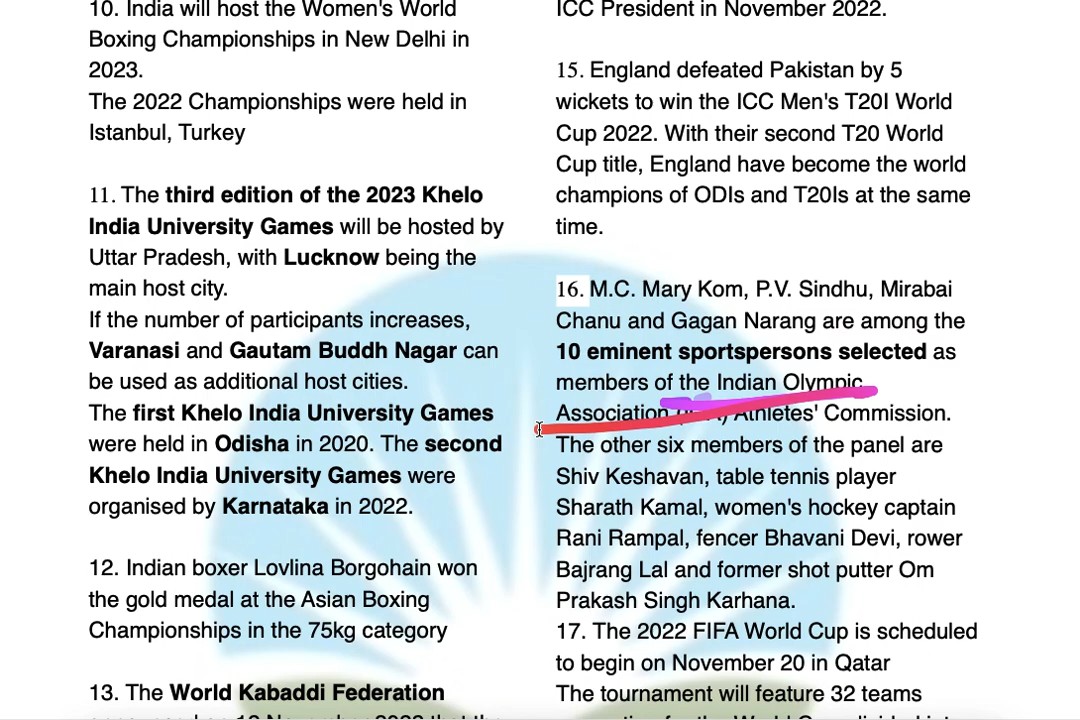 10. India will host the Women's World
Boxing Championships in New Delhi in
2023.
The 2022 Championships were held in
Istanbul, Turkey
11. The third edition of the 2023 Khelo
India University Games will be hosted by
Uttar Pradesh, with Lucknow being the
main host city.
If the number of participants increases,
Varanasi and Gautam Buddh Nagar can
be used as additional host cities.
The first Khelo India University Games
were held in Odisha in 2020. The second
Khelo India University Games were
organised by Karnataka in 2022.
12. Indian boxer Lovlina Borgohain won
the gold medal at the Asian Boxing
Championships in the 75kg category
13. The World Kabaddi Federation
ICC President in November 2022.
15. England defeated Pakistan by 5
wickets to win the ICC Men's T20I World
Cup 2022. With their second T20 World
Cup title, England have become the world
champions of ODIs and T20Is at the same
time.
16. M.C. Mary Kom, P.V. Sindhu, Mirabai
Chanu and Gagan Narang are among the
10 eminent sportspersons selected as
members of the Indian Olympic
Association Athletes' Commission.
The other six members of the panel are
Shiv Keshavan, table tennis player
Sharath Kamal, women's hockey captain
Rani Rampal, fencer Bhavani Devi, rower
Bajrang Lal and former shot putter Om
Prakash Singh Karhana.
17. The 2022 FIFA World Cup is scheduled
to begin on November 20 in Qatar
The tournament will feature 32 teams